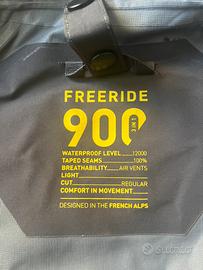 FREERIDE
900
3 IN 1
WATERPROOF LEVEL 12000
TAPED SEAMS 100%
BREATHABILITY AIR VENTS
LIGHT
CUT REGULAR
COMFORT IN MOVEMENT
DESIGNED IN THE FRENCH ALPS
SUBITO